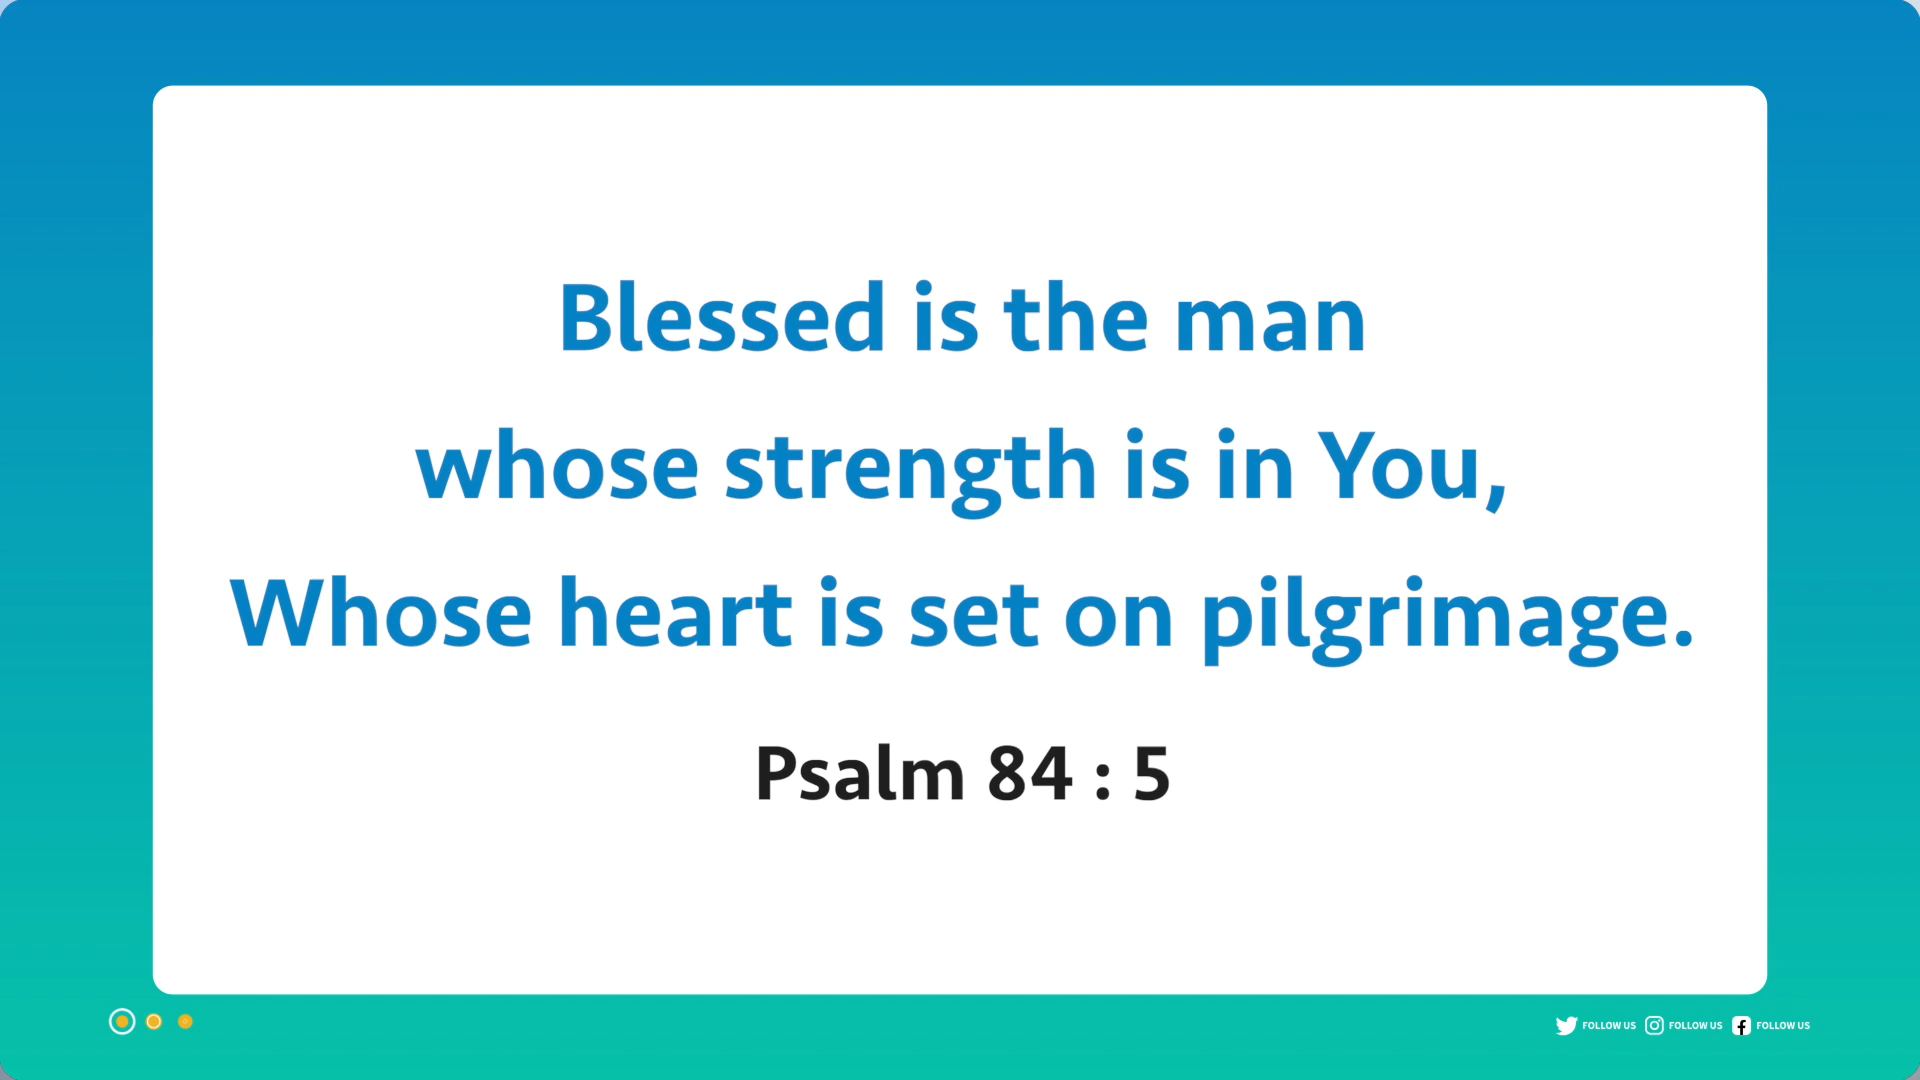 Blessed is the man
whose strength is in You,
Whose heart is set on pilgrimage.
Psalm 84 : 5
FOLLOW US FOLLOW US FOLLOW US